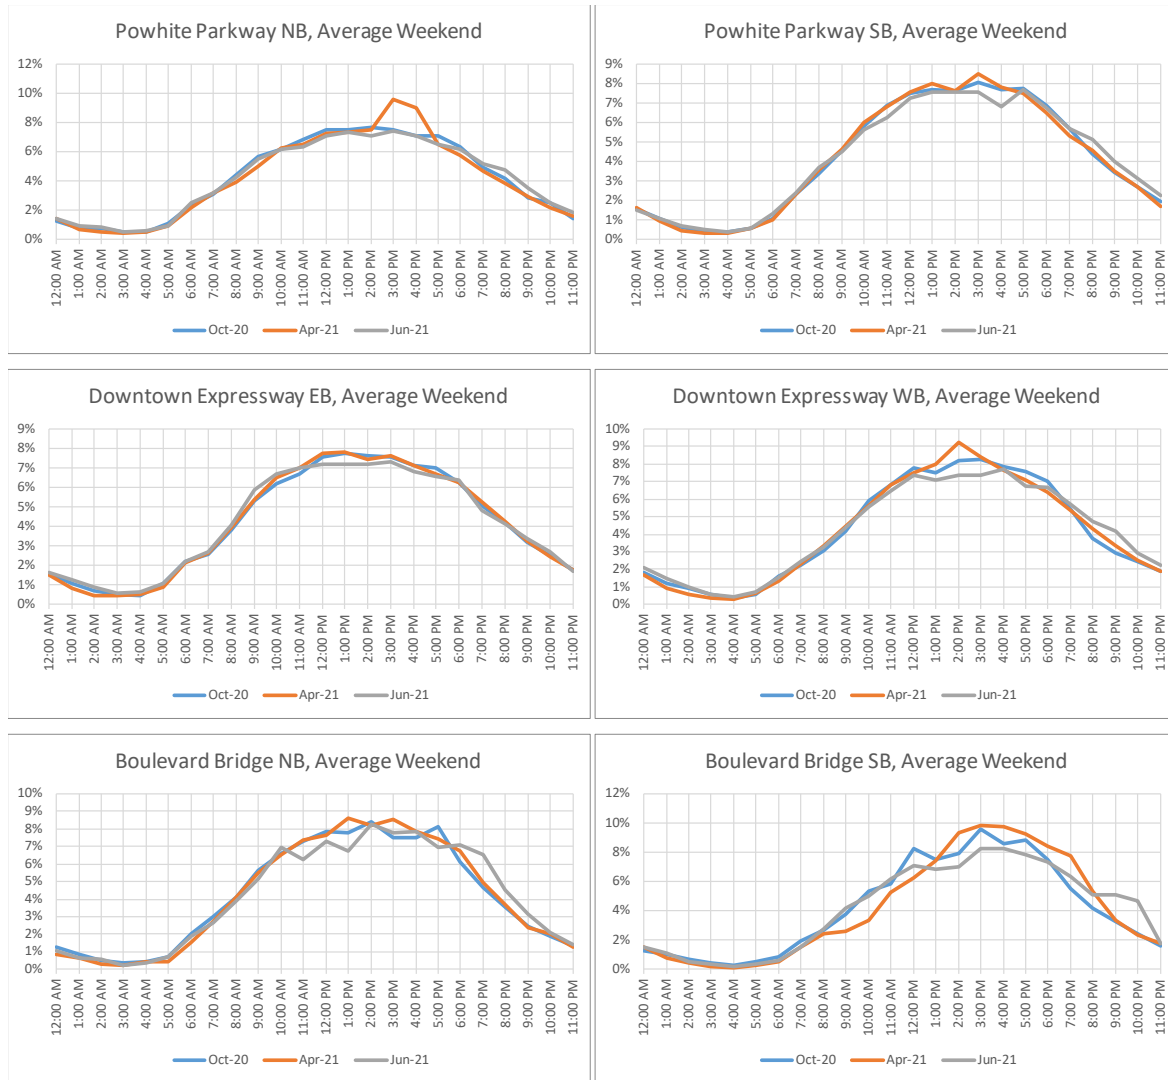 Powhite Parkway NB, Average Weekend
12%
10%
8%
6%
4%
2%
0%
12:00 AM
1:00 AM
2:00 AM
3:00 AM
4:00 AM
5:00 AM
6:00 AM
7:00 AM
8:00 AM
9:00 AM
10:00 AM
11:00 AM
12:00 PM
1:00 PM
2:00 PM
3:00 PM
4:00 PM
5:00 PM
6:00 PM
7:00 PM
8:00 PM
9:00 PM
10:00 PM
11:00 PM
Oct-20 Apr-21 Jun-21
Powhite Parkway SB, Average Weekend
9%
8%
7%
6%
5%
4%
3%
2%
1%
0%
12:00 AM
1:00 AM
2:00 AM
3:00 AM
4:00 AM
5:00 AM
6:00 AM
7:00 AM
8:00 AM
9:00 AM
10:00 AM
11:00 AM
12:00 PM
1:00 PM
2:00 PM
3:00 PM
4:00 PM
5:00 PM
6:00 PM
7:00 PM
8:00 PM
9:00 PM
10:00 PM
11:00 PM
Oct-20 Apr-21 Jun-21
Downtown Expressway EB, Average Weekend
9%
8%
7%
6%
5%
4%
3%
2%
1%
0%
12:00 AM
1:00 AM
2:00 AM
3:00 AM
4:00 AM
5:00 AM
6:00 AM
7:00 AM
8:00 AM
9:00 AM
10:00 AM
11:00 AM
12:00 PM
1:00 PM
2:00 PM
3:00 PM
4:00 PM
5:00 PM
6:00 PM
7:00 PM
8:00 PM
9:00 PM
10:00 PM
11:00 PM
Oct-20 Apr-21 Jun-21
Downtown Expressway WB, Average Weekend
10%
9%
8%
7%
6%
5%
4%
3%
2%
1%
0%
12:00 AM
1:00 AM
2:00 AM
3:00 AM
4:00 AM
5:00 AM
6:00 AM
7:00 AM
8:00 AM
9:00 AM
10:00 AM
11:00 AM
12:00 PM
1:00 PM
2:00 PM
3:00 PM
4:00 PM
5:00 PM
6:00 PM
7:00 PM
8:00 PM
9:00 PM
10:00 PM
11:00 PM
Oct-20 Apr-21 Jun-21
Boulevard Bridge NB, Average Weekend
10%
9%
8%
7%
6%
5%
4%
3%
2%
1%
0%
12:00 AM
1:00 AM
2:00 AM
3:00 AM
4:00 AM
5:00 AM
6:00 AM
7:00 AM
8:00 AM
9:00 AM
10:00 AM
11:00 AM
12:00 PM
1:00 PM
2:00 PM
3:00 PM
4:00 PM
5:00 PM
6:00 PM
7:00 PM
8:00 PM
9:00 PM
10:00 PM
11:00 PM
Oct-20 Apr-21 Jun-21
Boulevard Bridge SB, Average Weekend
12%
10%
8%
6%
4%
2%
0%
12:00 AM
1:00 AM
2:00 AM
3:00 AM
4:00 AM
5:00 AM
6:00 AM
7:00 AM
8:00 AM
9:00 AM
10:00 AM
11:00 AM
12:00 PM
1:00 PM
2:00 PM
3:00 PM
4:00 PM
5:00 PM
6:00 PM
7:00 PM
8:00 PM
9:00 PM
10:00 PM
11:00 PM
Oct-20 Apr-21 Jun-21